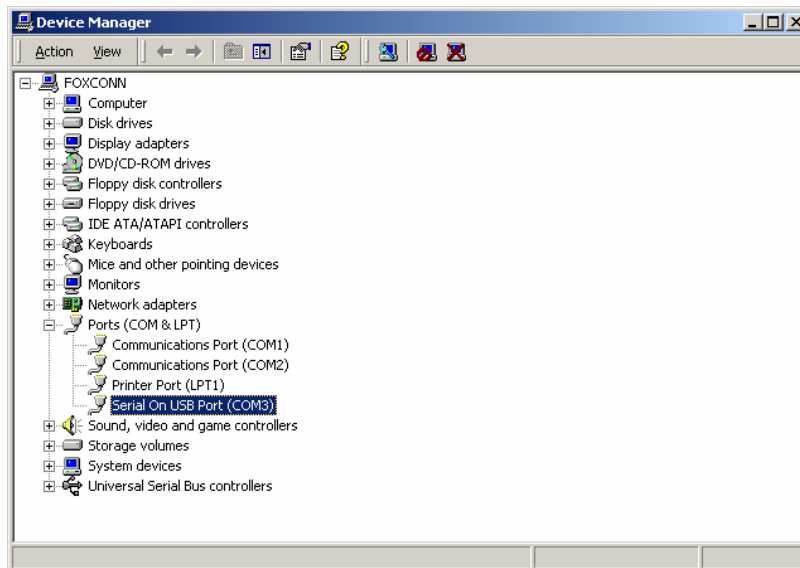 Device Manager
Action View
FOXCONN
Computer
Disk drives
Display adapters
DVD/CD-ROM drives
Floppy disk controllers
Floppy disk drives
IDE ATA/ATAPI controllers
Keyboards
Mice and other pointing devices
Monitors
Network adapters
Ports (COM & LPT)
Communications Port (COM1)
Communications Port (COM2)
Printer Port (LPT1)
Serial On USB Port (COM3)
Sound, video and game controllers
Storage volumes
System devices
Universal Serial Bus controllers